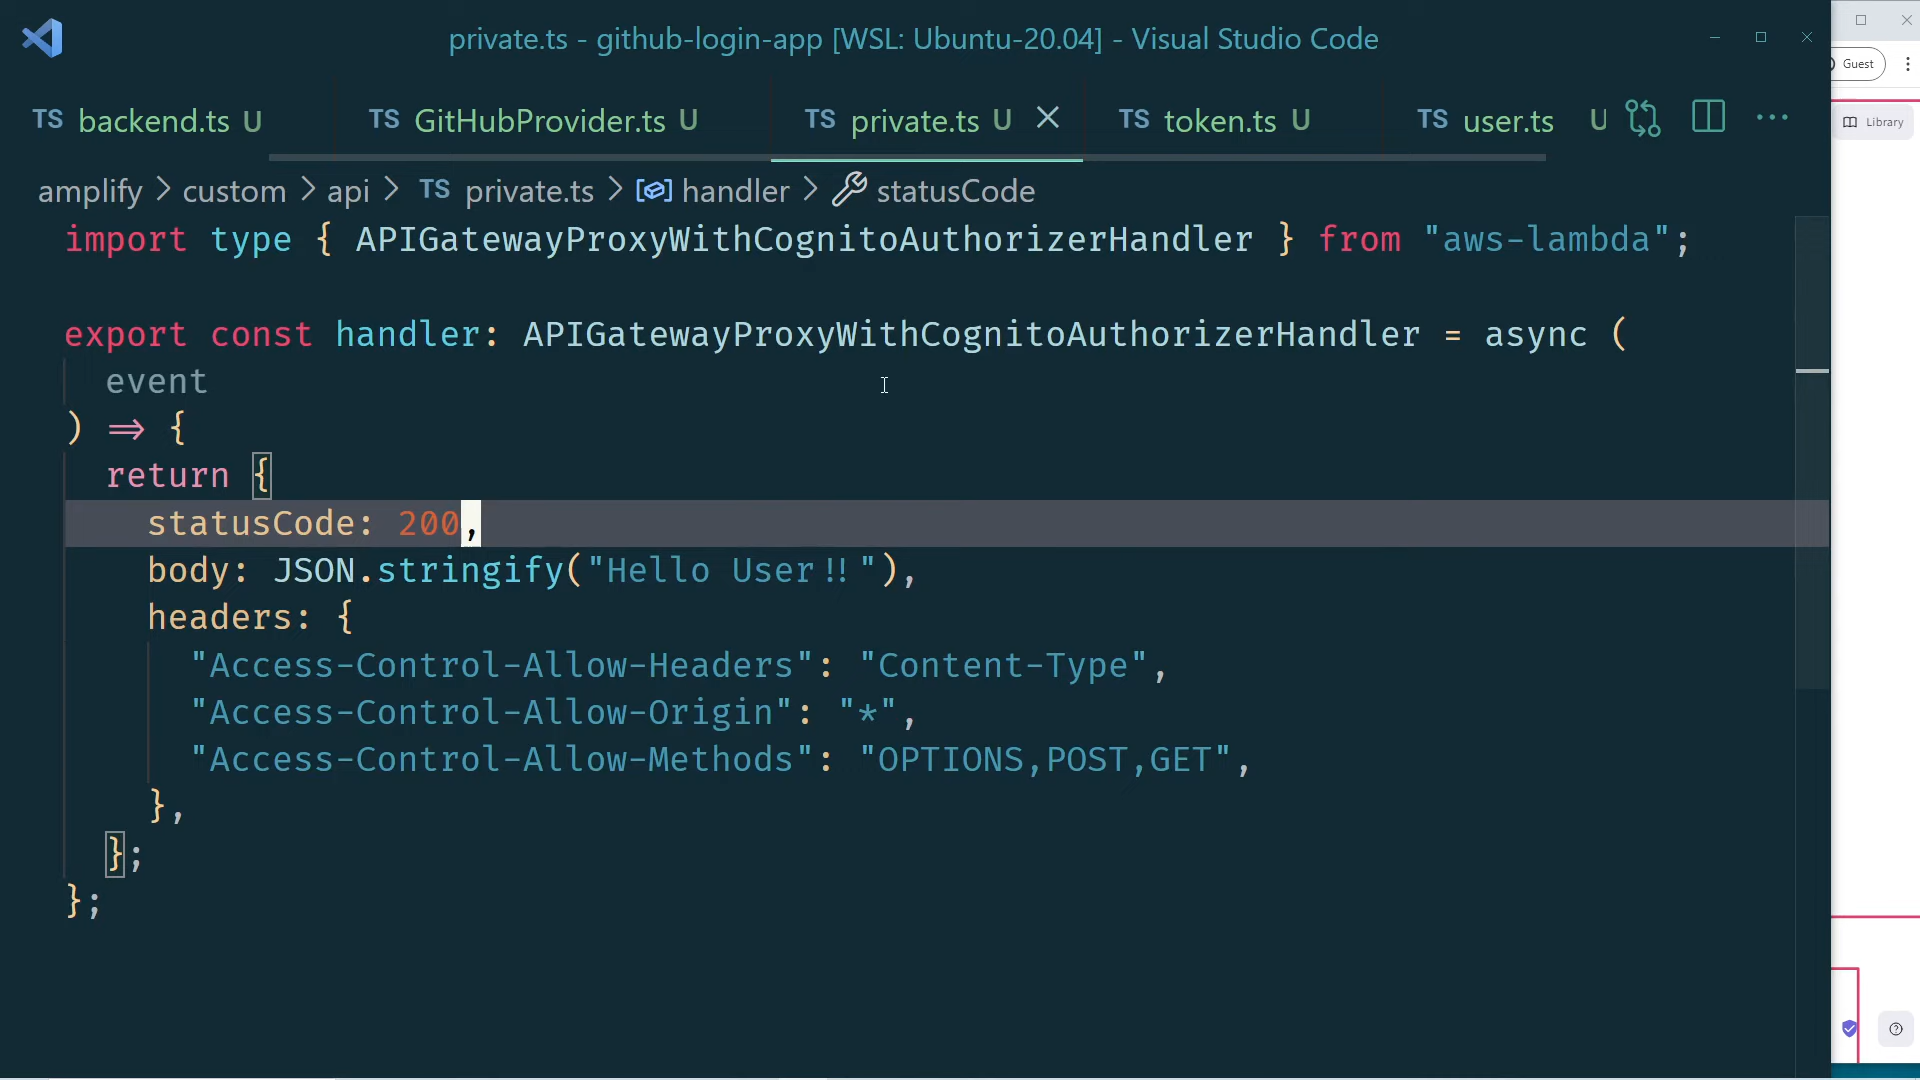 private.ts - github-login-app [WSL: Ubuntu-20.04] - Visual Studio Code
Guest
TS backend.ts U
TS GitHubProvider.ts U
TS private.ts U
TS token.ts U
TS user.ts U
Library
amplify > custom > api > TS private.ts > handler > statusCode
import type { APIGatewayProxyWithCognitoAuthorizerHandler } from "aws-lambda";
export const handler: APIGatewayProxyWithCognitoAuthorizerHandler = async (
event
) => {
return {
statusCode: 200,
body: JSON.stringify("Hello User!!"),
headers: {
"Access-Control-Allow-Headers": "Content-Type",
"Access-Control-Allow-Origin": "*",
"Access-Control-Allow-Methods": "OPTIONS,POST,GET",
},
};
};